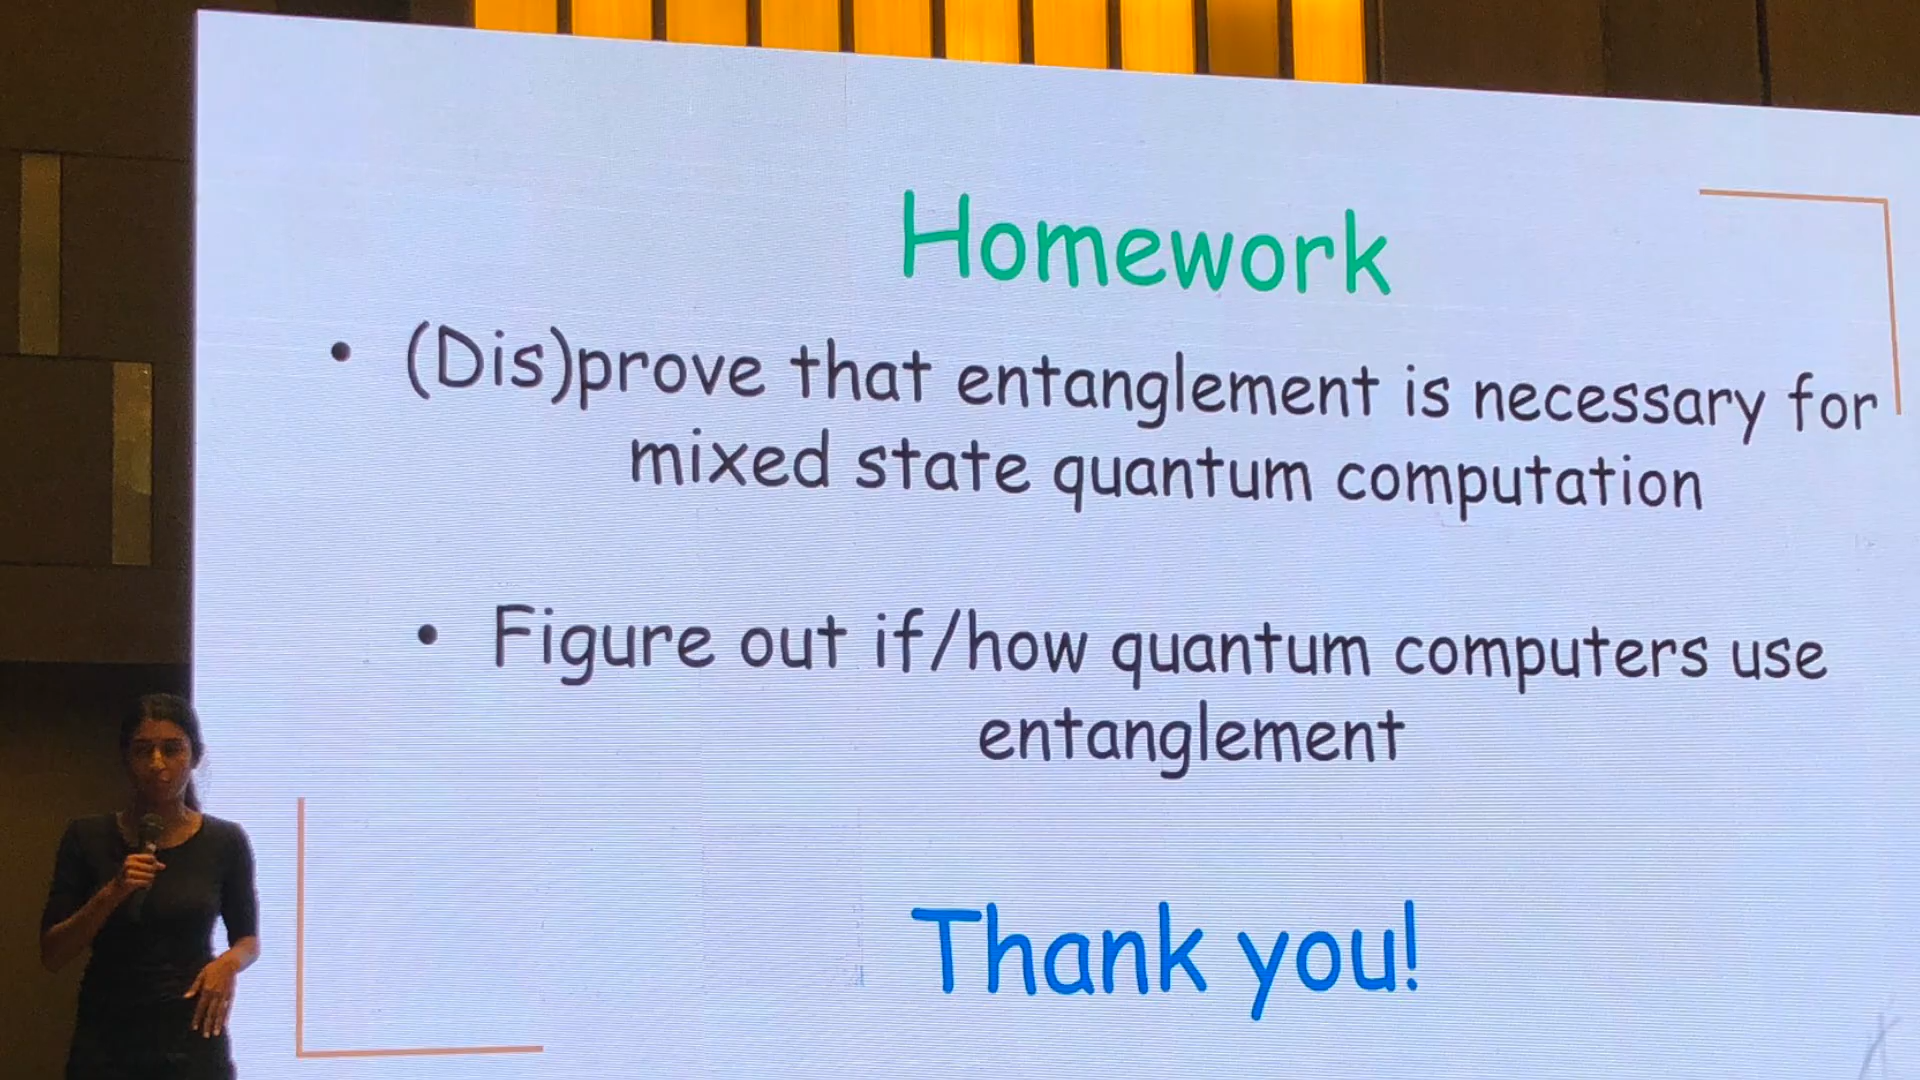 Homework
• (Dis)prove that entanglement is necessary for
mixed state quantum computation
• Figure out if/how quantum computers use
entanglement
Thank you!